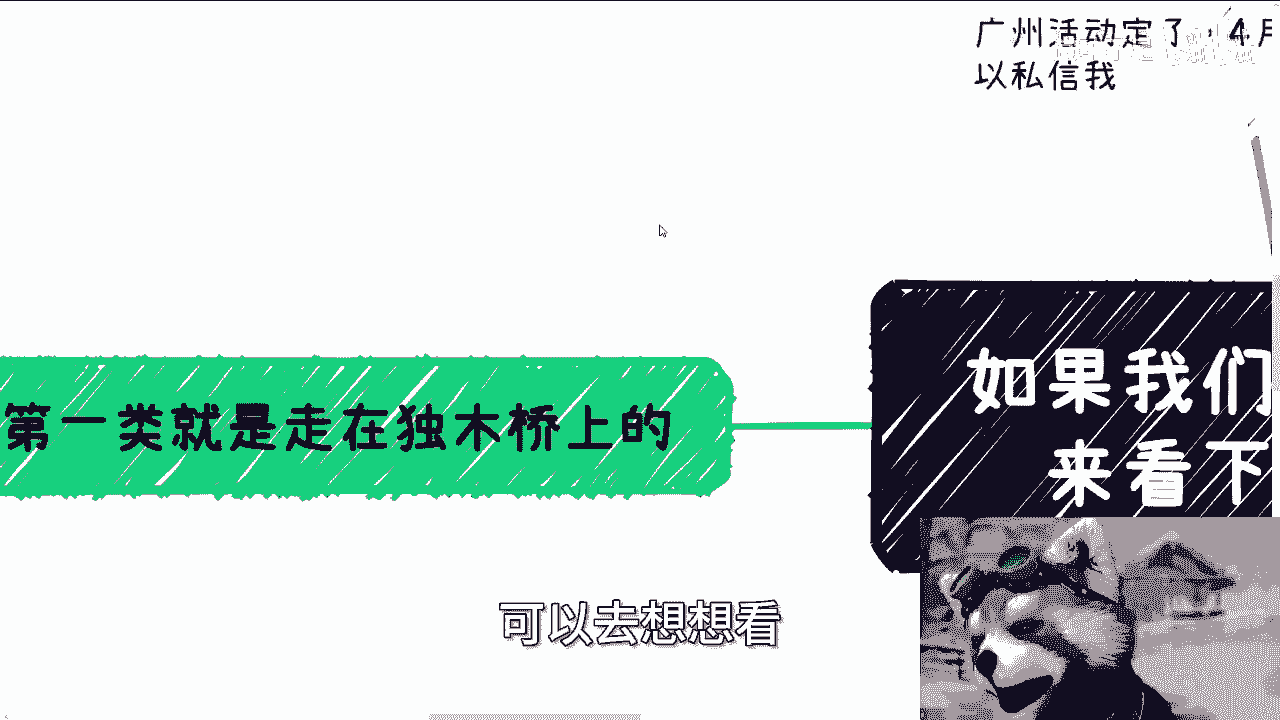 广州活动定了,4月
以私信我
第一类就是走在独木桥上的
如果我们
来看下
可以去想想看